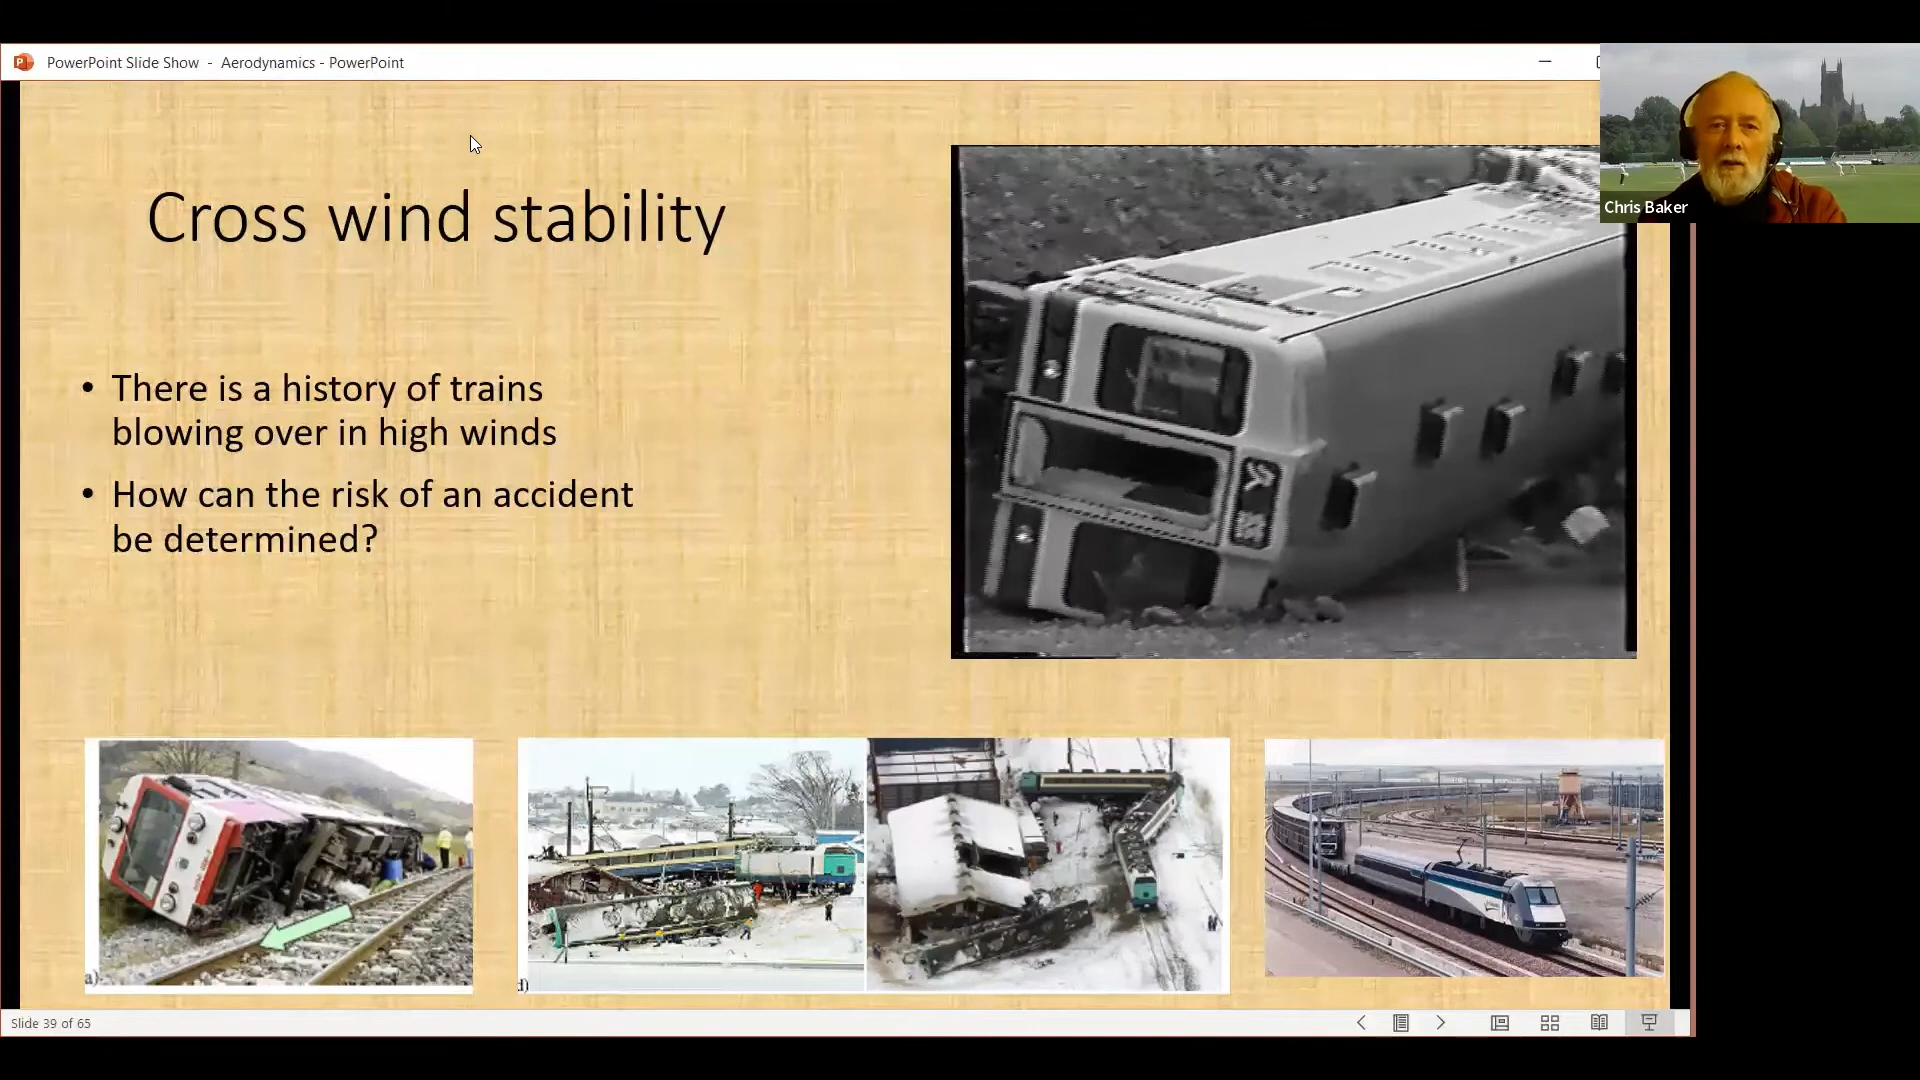 PowerPoint Slide Show - Aerodynamics - PowerPoint
Chris Baker
Cross wind stability
• There is a history of trains
blowing over in high winds
• How can the risk of an accident
be determined?
a)
d)
Slide 39 of 65